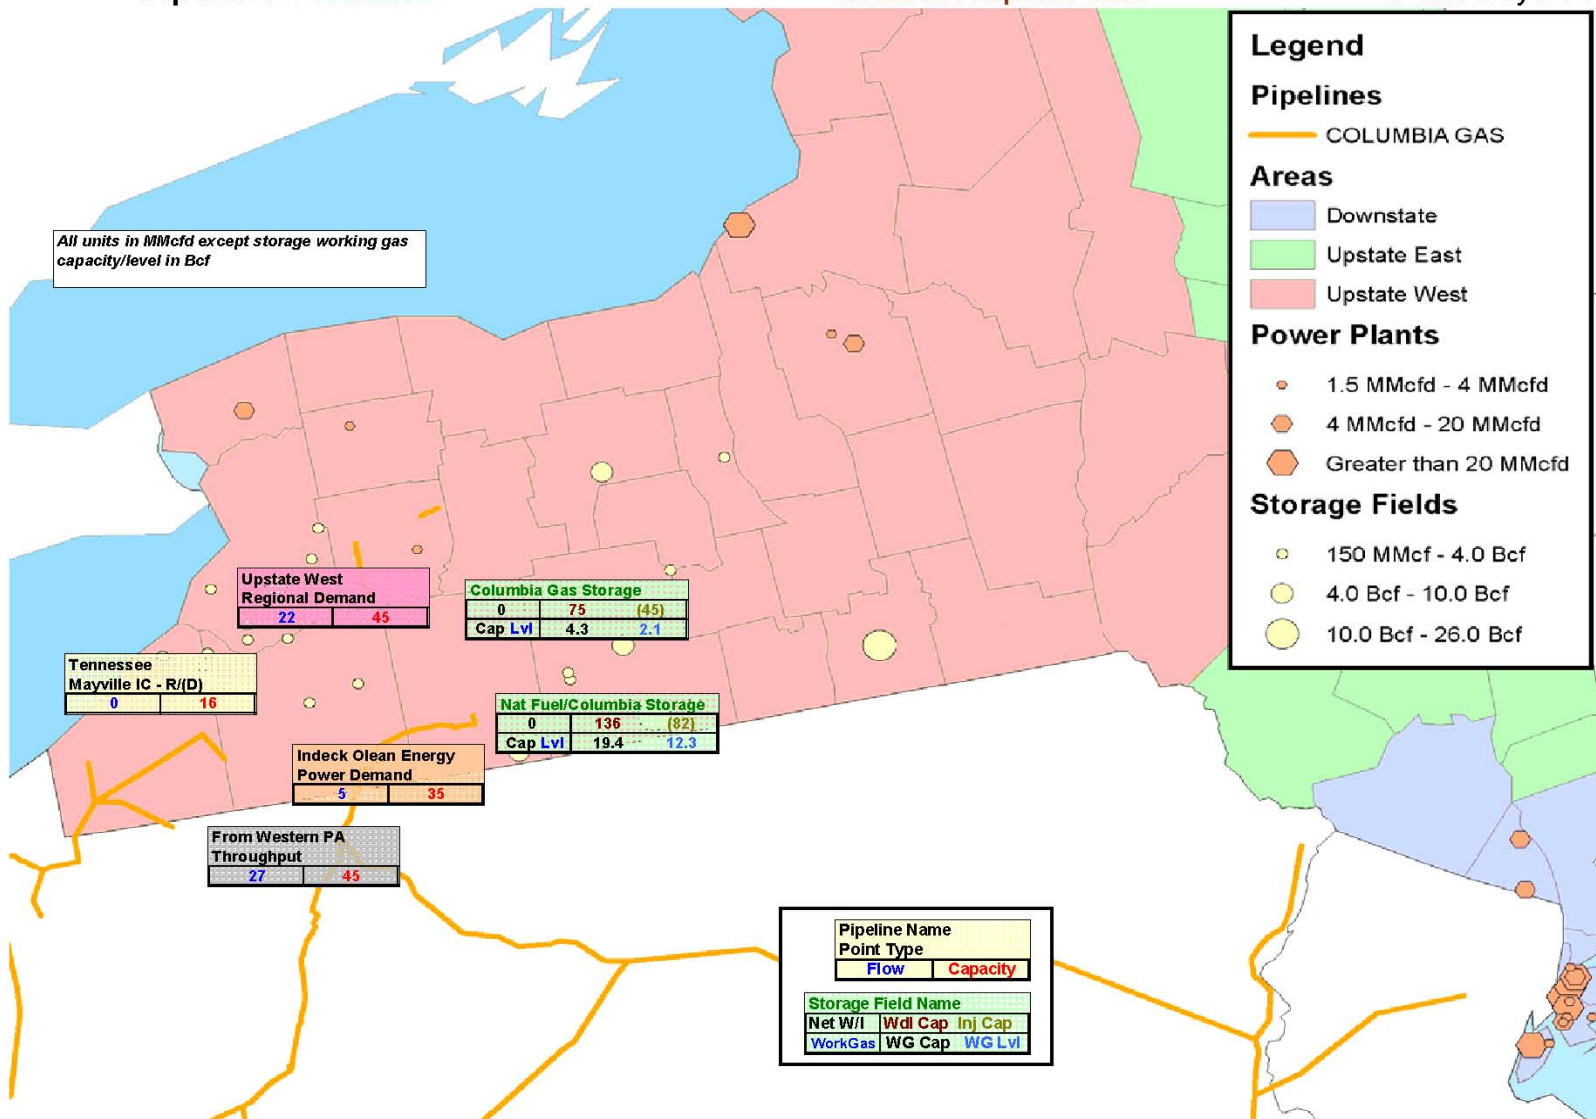 Legend
Pipelines
COLUMBIA GAS
Areas
Downstate
Upstate East
Upstate West
Power Plants
1.5 MMcfd - 4 MMcfd
4 MMcfd - 20 MMcfd
Greater than 20 MMcfd
Storage Fields
150 MMcf - 4.0 Bcf
4.0 Bcf - 10.0 Bcf
10.0 Bcf - 26.0 Bcf
All units in MMcfd except storage working gas
capacity/level in Bcf
Upstate West
Regional Demand
22 45
Columbia Gas Storage
0 75 (45)
Cap Lvl 4.3 2.1
Tennessee
Mayville IC - R/(D)
0 16
Nat Fuel/Columbia Storage
0 136 (82)
Cap Lvl 19.4 12.3
Indeck Olean Energy
Power Demand
5 35
From Western PA
Throughput
27 45
Pipeline Name
Point Type
Flow Capacity
Storage Field Name
Net W/I Wdl Cap Inj Cap
WorkGas WG Cap WG Lvl